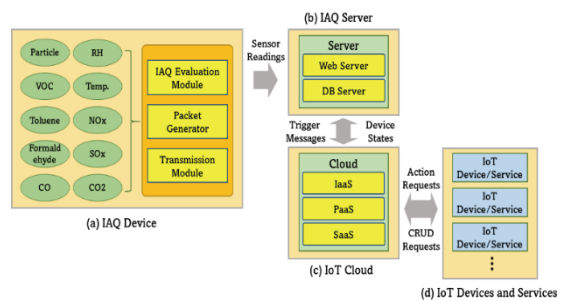 (b) IAQ Server
Particle
RH
VOC
Temp.
Toluene
NOx
Formald
ehyde
SOx
CO
CO2
IAQ Evaluation
Module
Packet
Generator
Transmission
Module
(a) IAQ Device
Sensor
Readings
Server
Web Server
DB Server
Trigger
Messages
Device
States
Cloud
IaaS
PaaS
SaaS
(c) IoT Cloud
Action
Requests
CRUD
Requests
IoT
Device/Service
IoT
Device/Service
IoT
Device/Service
(d) IoT Devices and Services